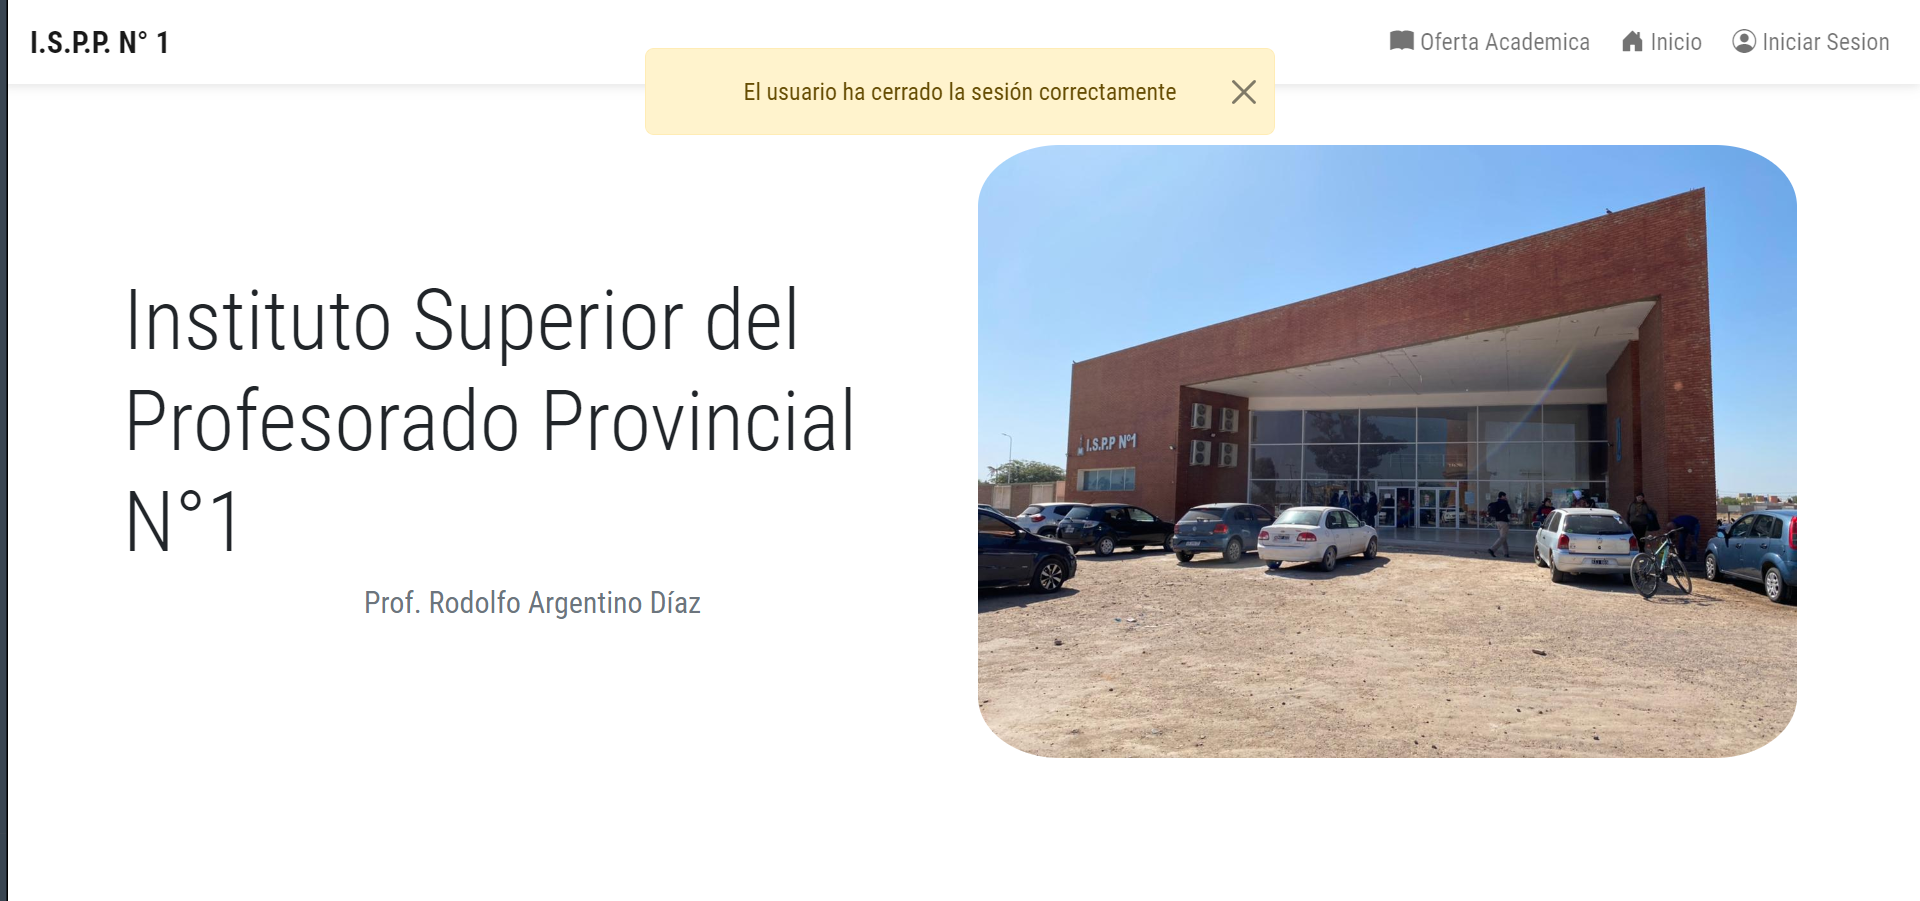 I.S.P.P. N° 1
Oferta Academica
Inicio
Iniciar Sesion
El usuario ha cerrado la sesión correctamente
Instituto Superior del
Profesorado Provincial
N°1
Prof. Rodolfo Argentino Díaz
I.S.P.P Nº1